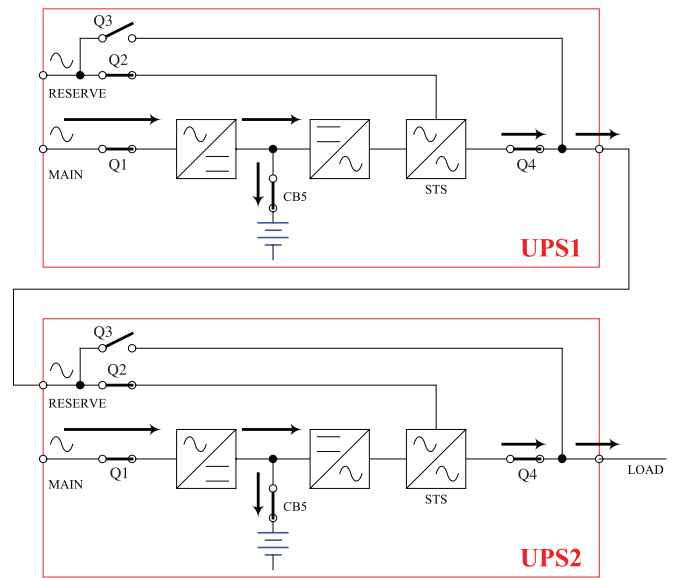 Q3
Q2
RESERVE
MAIN
Q1
CB5
STS
Q4
UPS1
Q3
Q2
RESERVE
MAIN
Q1
CB5
STS
Q4
LOAD
UPS2